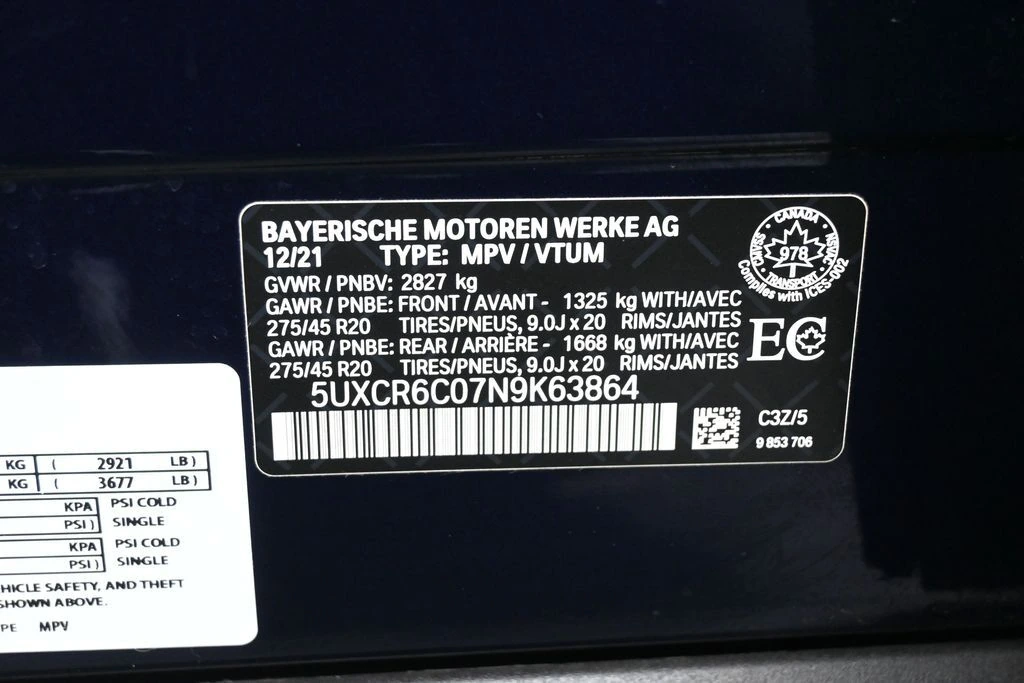 BAYERISCHE MOTOREN WERKE AG
12/21 TYPE: MPV / VTUM
GVWR / PNBV: 2827 kg
GAWR / PNBE: FRONT / AVANT - 1325 kg WITH/AVEC
275/45 R20 TIRES/PNEUS, 9.0J x 20 RIMS/JANTES
GAWR / PNBE: REAR / ARRIÈRE - 1668 kg WITH/AVEC
275/45 R20 TIRES/PNEUS, 9.0J x 20 RIMS/JANTES
5UXCR6C07N9K63864
C3Z/5
9 853 706
CANADA
978
TRANSPORT
CMVSS
NSVAC
Complies with ICES-002
EC
KG ( 2921 LB )
KG ( 3677 LB )
KPA PSI COLD
PSI ) SINGLE
KPA PSI COLD
PSI ) SINGLE
HICLE SAFETY, AND THEFT
SHOWN ABOVE.
PE MPV